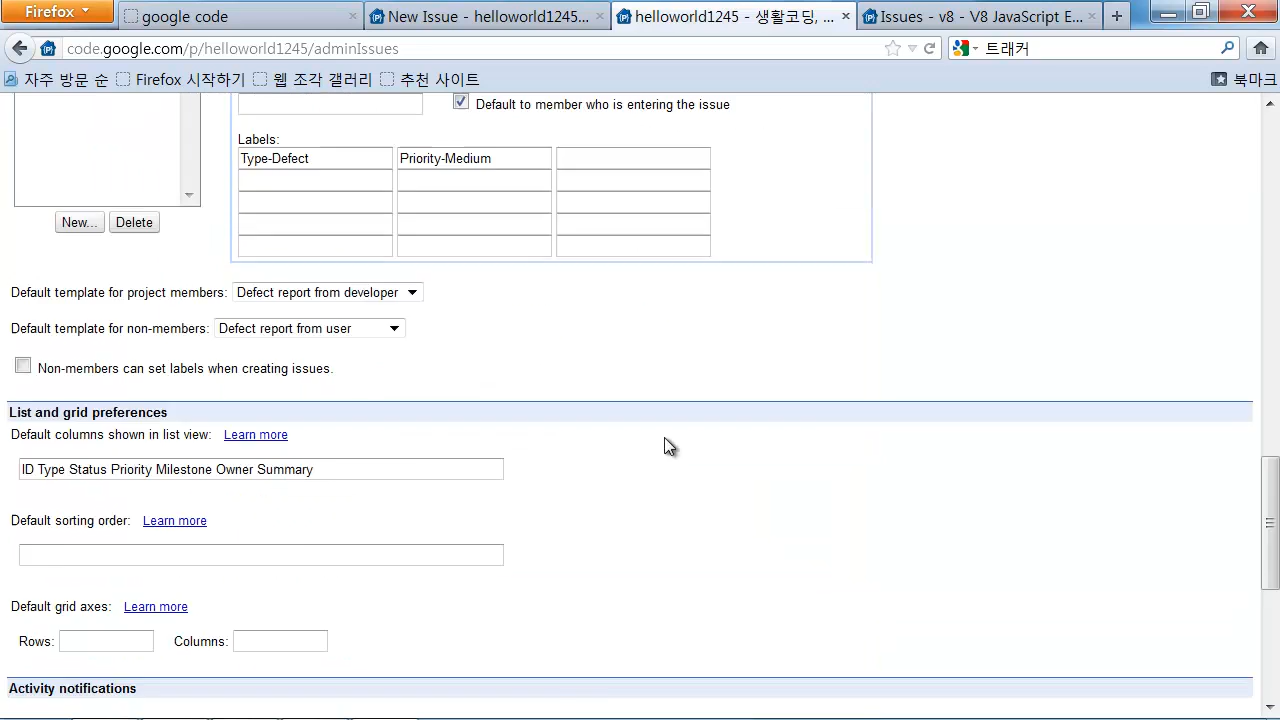 Firefox
google code
New Issue - helloworld1245...
helloworld1245 - 생활코딩, ...
Issues - v8 - V8 JavaScript E...
code.google.com/p/helloworld1245/adminIssues
트래커
자주 방문 순
Firefox 시작하기
웹 조각 갤러리
추천 사이트
북마크
Default to member who is entering the issue
Labels:
Type-Defect
Priority-Medium
New...
Delete
Default template for project members: Defect report from developer
Default template for non-members: Defect report from user
Non-members can set labels when creating issues.
List and grid preferences
Default columns shown in list view: Learn more
ID Type Status Priority Milestone Owner Summary
Default sorting order: Learn more
Default grid axes: Learn more
Rows:
Columns:
Activity notifications